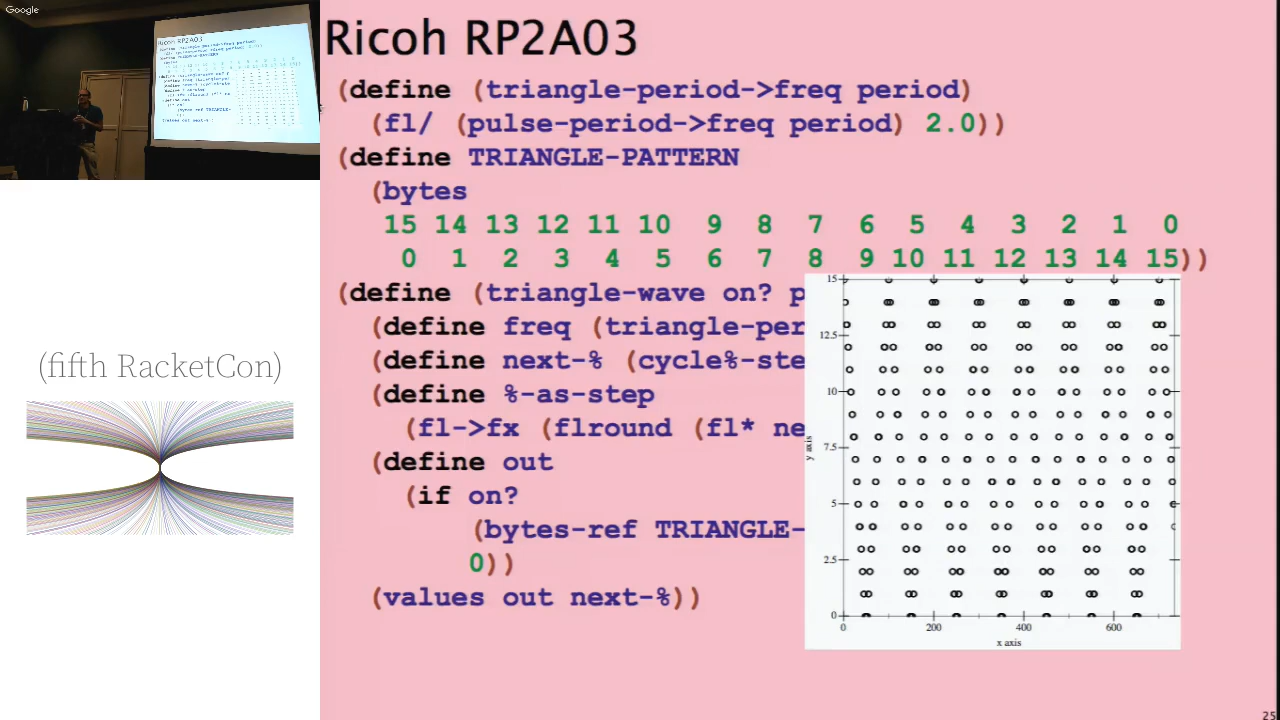 Google
Ricoh RP2A03
(define (triangle-period->freq period)
(fl/ (pulse-period->freq period) 2.0))
(define TRIANGLE-PATTERN
(bytes
15 14 13 12 11 10 9 8 7 6 5 4 3 2 1 0
0 1 2 3 4 5 6 7 8 9 10 11 12 13 14 15))
(define (triangle-wave on? p
(define freq (triangle-per
(define next-% (cycle%-ste
(define %-as-step
(fl->fx (flround (fl* ne
(define out
(if on?
(bytes-ref TRIANGLE-
0))
(values out next-%))
(fifth RacketCon)
15
12.5
10
7.5
5
2.5
0
y axis
0 200 400 600
x axis
25